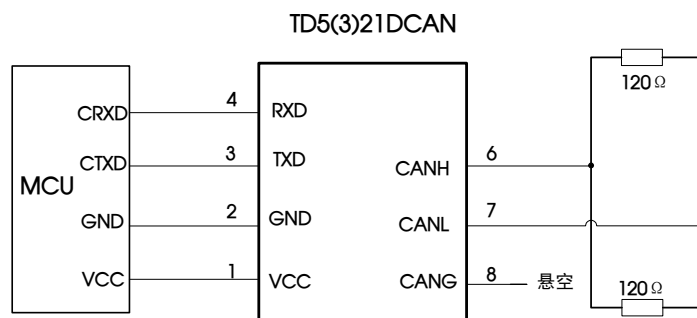 TD5(3)21DCAN
120Ω
CRXD 4 RXD
CTXD 3 TXD
CANH 6
MCU
GND 2 GND
CANL 7
VCC 1 VCC
CANG 8 悬空
120Ω